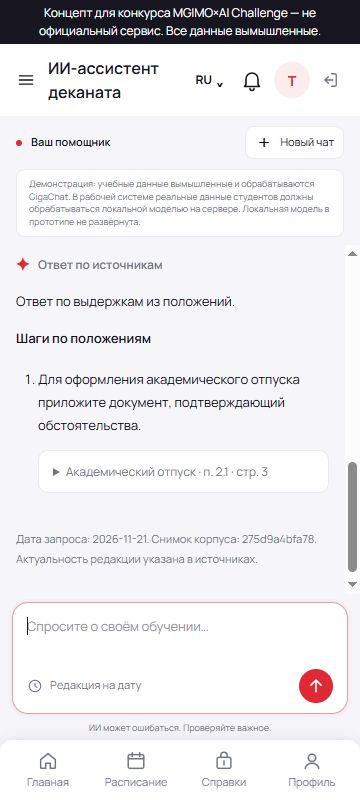 Концепт для конкурса MGIMO×AI Challenge — не
официальный сервис. Все данные вымышленные.
ИИ-ассистент
деканата
RU
T
Ваш помощник
+ Новый чат
Демонстрация: учебные данные вымышленные и обрабатываются
GigaChat. В рабочей системе реальные данные студентов должны
обрабатываться локальной моделью на сервере. Локальная модель в
прототипе не развёрнута.
Ответ по источникам
Ответ по выдержкам из положений.
Шаги по положениям
1. Для оформления академического отпуска
приложите документ, подтверждающий
обстоятельства.
Академический отпуск · п. 2.1 · стр. 3
Дата запроса: 2026-11-21. Снимок корпуса: 275d9a4bfa78.
Актуальность редакции указана в источниках.
Спросите о своём обучении...
Редакция на дату
ИИ может ошибаться. Проверяйте важное.
Главная
Расписание
Справки
Профиль